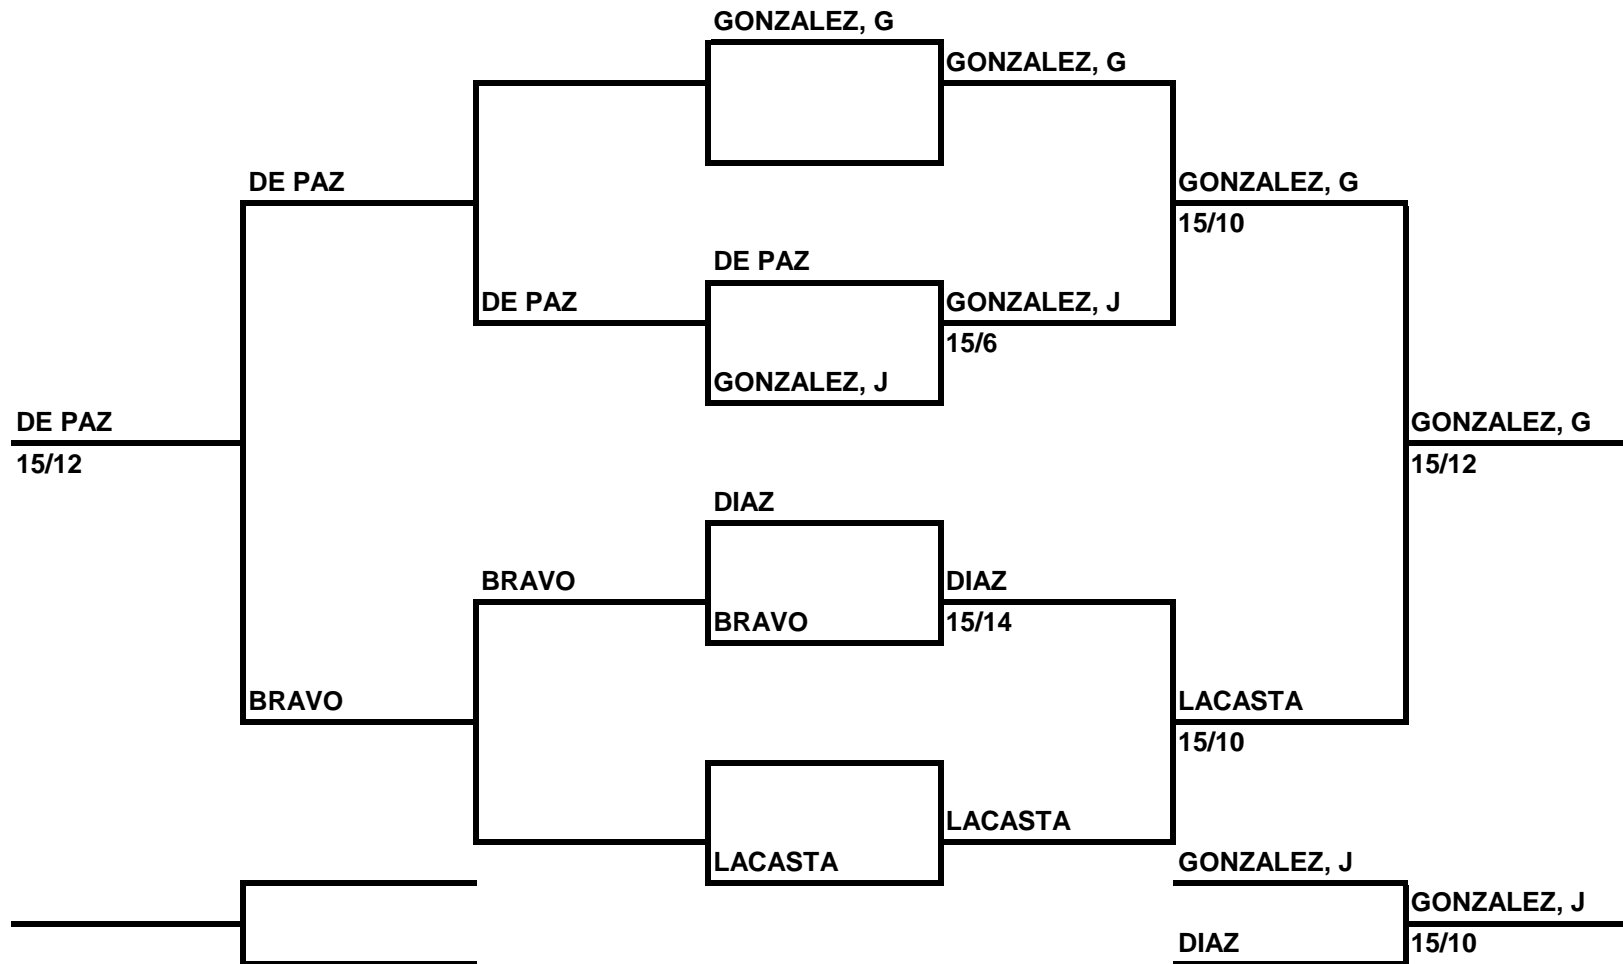 GONZALEZ, G
GONZALEZ, G
DE PAZ
GONZALEZ, G
15/10
DE PAZ
DE PAZ
GONZALEZ, J
15/6
GONZALEZ, J
DE PAZ
GONZALEZ, G
15/12
15/12
DIAZ
BRAVO
DIAZ
BRAVO
15/14
BRAVO
LACASTA
15/10
LACASTA
LACASTA
GONZALEZ, J
GONZALEZ, J
DIAZ
15/10